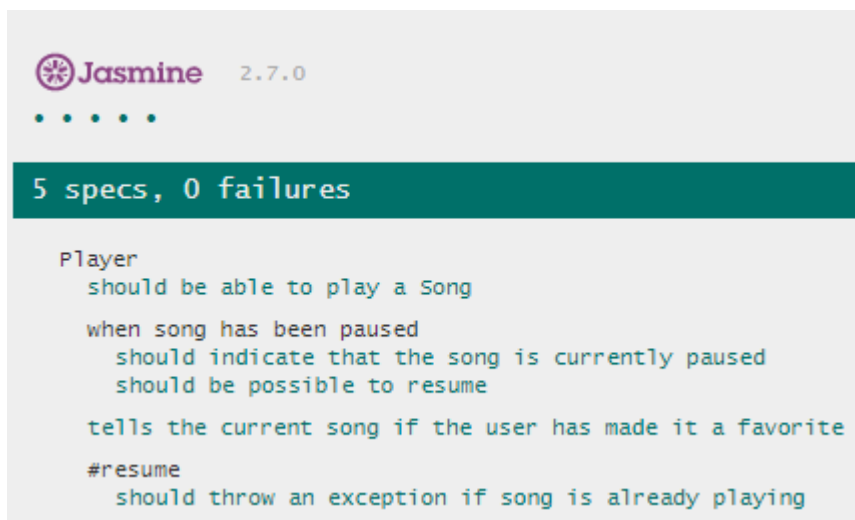 Jasmine 2.7.0
• • • • •
5 specs, 0 failures
Player
should be able to play a Song
when song has been paused
should indicate that the song is currently paused
should be possible to resume
tells the current song if the user has made it a favorite
#resume
should throw an exception if song is already playing